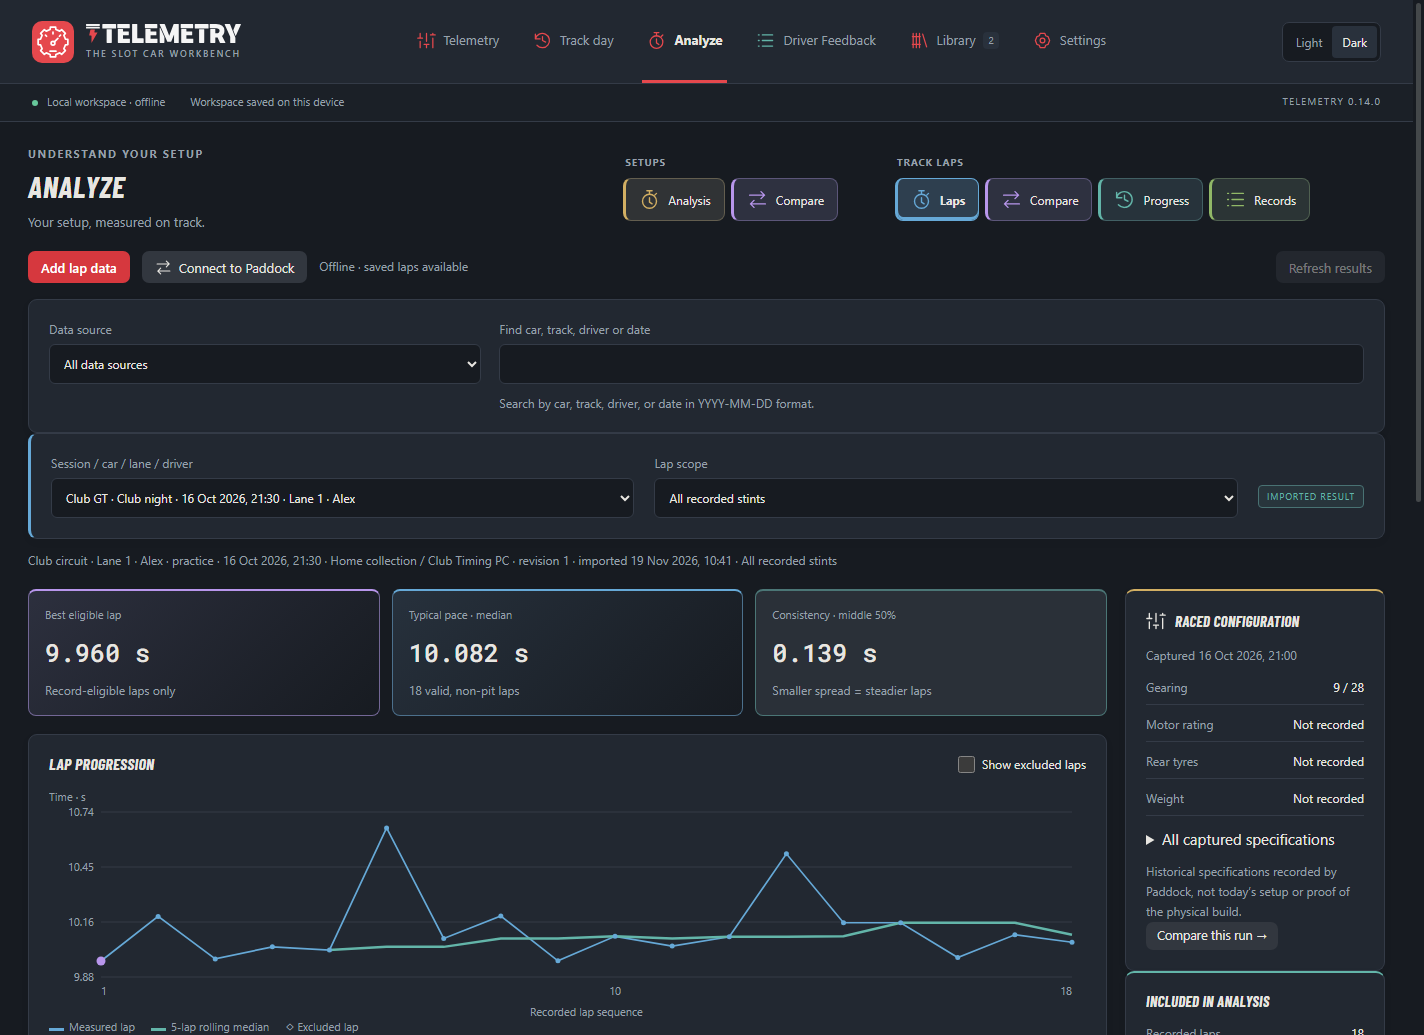 TELEMETRY
THE SLOT CAR WORKBENCH
Telemetry
Track day
Analyze
Driver Feedback
Library 2
Settings
Light
Dark
Local workspace · offline
Workspace saved on this device
TELEMETRY 0.14.0
UNDERSTAND YOUR SETUP
ANALYZE
Your setup, measured on track.
SETUPS
Analysis
Compare
TRACK LAPS
Laps
Compare
Progress
Records
Add lap data
Connect to Paddock
Offline · saved laps available
Refresh results
Data source
All data sources
Find car, track, driver or date
Search by car, track, driver, or date in YYYY-MM-DD format.
Session / car / lane / driver
Club GT · Club night · 16 Oct 2026, 21:30 · Lane 1 · Alex
Lap scope
All recorded stints
IMPORTED RESULT
Club circuit · Lane 1 · Alex · practice · 16 Oct 2026, 21:30 · Home collection / Club Timing PC · revision 1 · imported 19 Nov 2026, 10:41 · All recorded stints
Best eligible lap
9.960 s
Record-eligible laps only
Typical pace · median
10.082 s
18 valid, non-pit laps
Consistency · middle 50%
0.139 s
Smaller spread = steadier laps
LAP PROGRESSION
Show excluded laps
Time · s
10.74
10.45
10.16
9.88
1
10
18
Recorded lap sequence
Measured lap
5-lap rolling median
Excluded lap
RACED CONFIGURATION
Captured 16 Oct 2026, 21:00
Gearing 9 / 28
Motor rating Not recorded
Rear tyres Not recorded
Weight Not recorded
All captured specifications
Historical specifications recorded by
Paddock, not today's setup or proof of
the physical build.
Compare this run →
INCLUDED IN ANALYSIS
Recorded laps 18